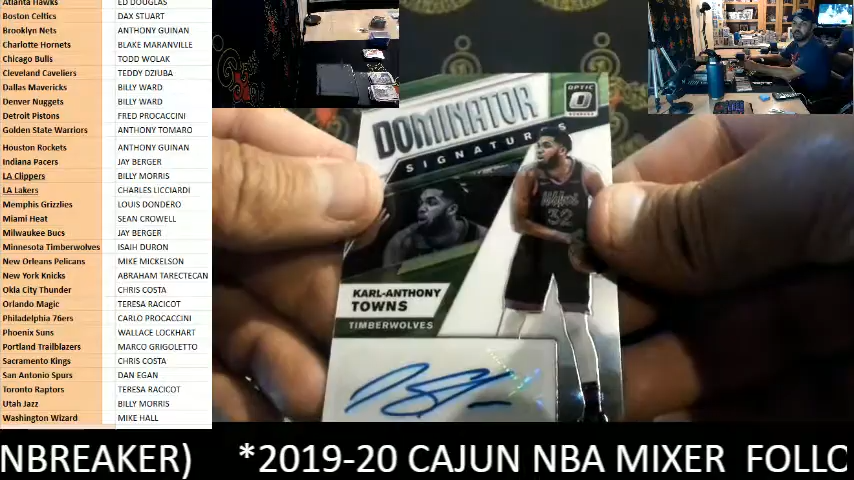 Atlanta Hawks ED DOUGLAS
Boston Celtics DAX STUART
Brooklyn Nets ANTHONY GUINAN
Charlotte Hornets BLAKE MARANVILLE
Chicago Bulls TODD WOLAK
Cleveland Cavaliers TEDDY DZIUBA
Dallas Mavericks BILLY WARD
Denver Nuggets BILLY WARD
Detroit Pistons FRED PROCACCINI
Golden State Warriors ANTHONY TOMARO
Houston Rockets ANTHONY GUINAN
Indiana Pacers JAY BERGER
LA Clippers BILLY MORRIS
LA Lakers CHARLES LICCIARDI
Memphis Grizzlies LOUIS DONDERO
Miami Heat SEAN CROWELL
Milwaukee Bucs JAY BERGER
Minnesota Timberwolves ISAIH DURON
New Orleans Pelicans MIKE MICKELSON
New York Knicks ABRAHAM TARECTECAN
Okla City Thunder CHRIS COSTA
Orlando Magic TERESA RACICOT
Philadelphia 76ers CARLO PROCACCINI
Phoenix Suns WALLACE LOCKHART
Portland Trailblazers MARCO GRIGOLETTO
Sacramento Kings CHRIS COSTA
San Antonio Spurs DAN EGAN
Toronto Raptors TERESA RACICOT
Utah Jazz BILLY MORRIS
Washington Wizard MIKE HALL
OPTIC
DOMINATOR
SIGNATURES
32
KARL-ANTHONY
TOWNS
TIMBERWOLVES
NBREAKER) *2019-20 CAJUN NBA MIXER FOLLO